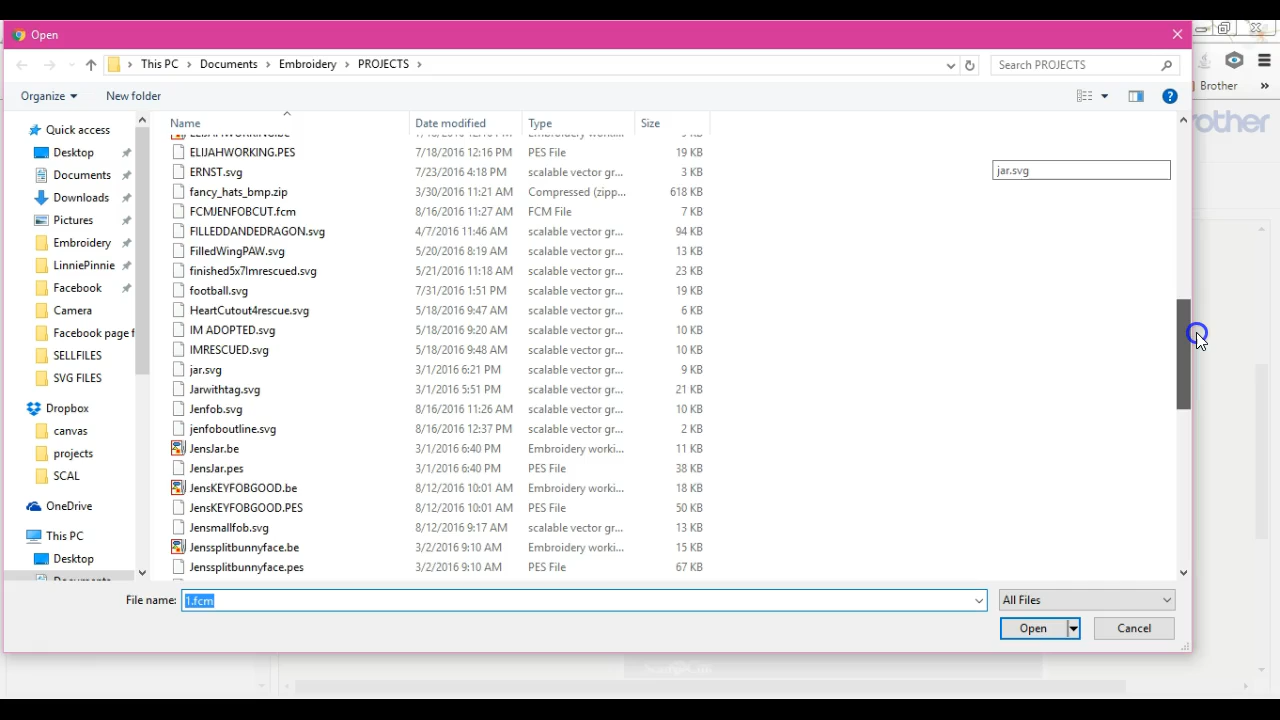 Open
This PC > Documents > Embroidery > PROJECTS >
Search PROJECTS
Brother »
Organize New folder
Name Date modified Type Size
Quick access
Desktop
Documents
Downloads
Pictures
Embroidery
LinniePinnie
Facebook
Camera
Facebook page f
SELLFILES
SVG FILES
Dropbox
canvas
projects
SCAL
OneDrive
This PC
Desktop
ELIJAHWORKING.PES 7/18/2016 12:16 PM PES File 19 KB
ERNST.svg 7/23/2016 4:18 PM scalable vector gr... 3 KB
fancy_hats_bmp.zip 3/30/2016 11:21 AM Compressed (zipp... 618 KB
FCMJENFOBCUT.fcm 8/16/2016 11:27 AM FCM File 7 KB
FILLEDDANDEDRAGON.svg 4/7/2016 11:46 AM scalable vector gr... 94 KB
FilledWingPAW.svg 5/20/2016 8:19 AM scalable vector gr... 13 KB
finished5x7Imrescued.svg 5/21/2016 11:18 AM scalable vector gr... 23 KB
football.svg 7/31/2016 1:51 PM scalable vector gr... 19 KB
HeartCutout4rescue.svg 5/18/2016 9:47 AM scalable vector gr... 6 KB
IM ADOPTED.svg 5/18/2016 9:20 AM scalable vector gr... 10 KB
IMRESCUED.svg 5/18/2016 9:48 AM scalable vector gr... 10 KB
jar.svg 3/1/2016 6:21 PM scalable vector gr... 9 KB
Jarwithtag.svg 3/1/2016 5:51 PM scalable vector gr... 21 KB
Jenfob.svg 8/16/2016 11:26 AM scalable vector gr... 10 KB
jenfoboutline.svg 8/16/2016 12:37 PM scalable vector gr... 2 KB
JensJar.be 3/1/2016 6:40 PM Embroidery worki... 11 KB
JensJar.pes 3/1/2016 6:40 PM PES File 38 KB
JensKEYFOBGOOD.be 8/12/2016 10:01 AM Embroidery worki... 18 KB
JensKEYFOBGOOD.PES 8/12/2016 10:01 AM PES File 50 KB
Jensmallfob.svg 8/12/2016 9:17 AM scalable vector gr... 13 KB
Jenssplitbunnyface.be 3/2/2016 9:10 AM Embroidery worki... 15 KB
Jenssplitbunnyface.pes 3/2/2016 9:10 AM PES File 67 KB
jar.svg
File name: 1.fcm All Files
Open Cancel